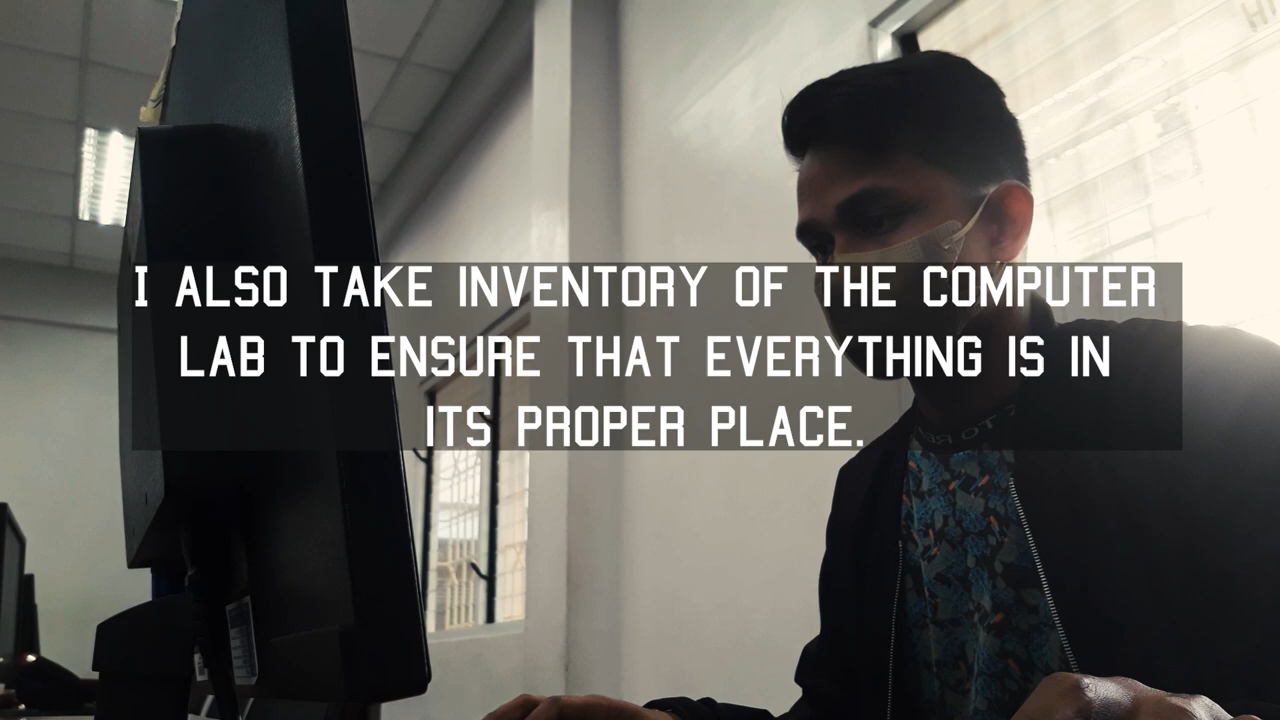 I ALSO TAKE INVENTORY OF THE COMPUTER
LAB TO ENSURE THAT EVERYTHING IS IN
ITS PROPER PLACE.